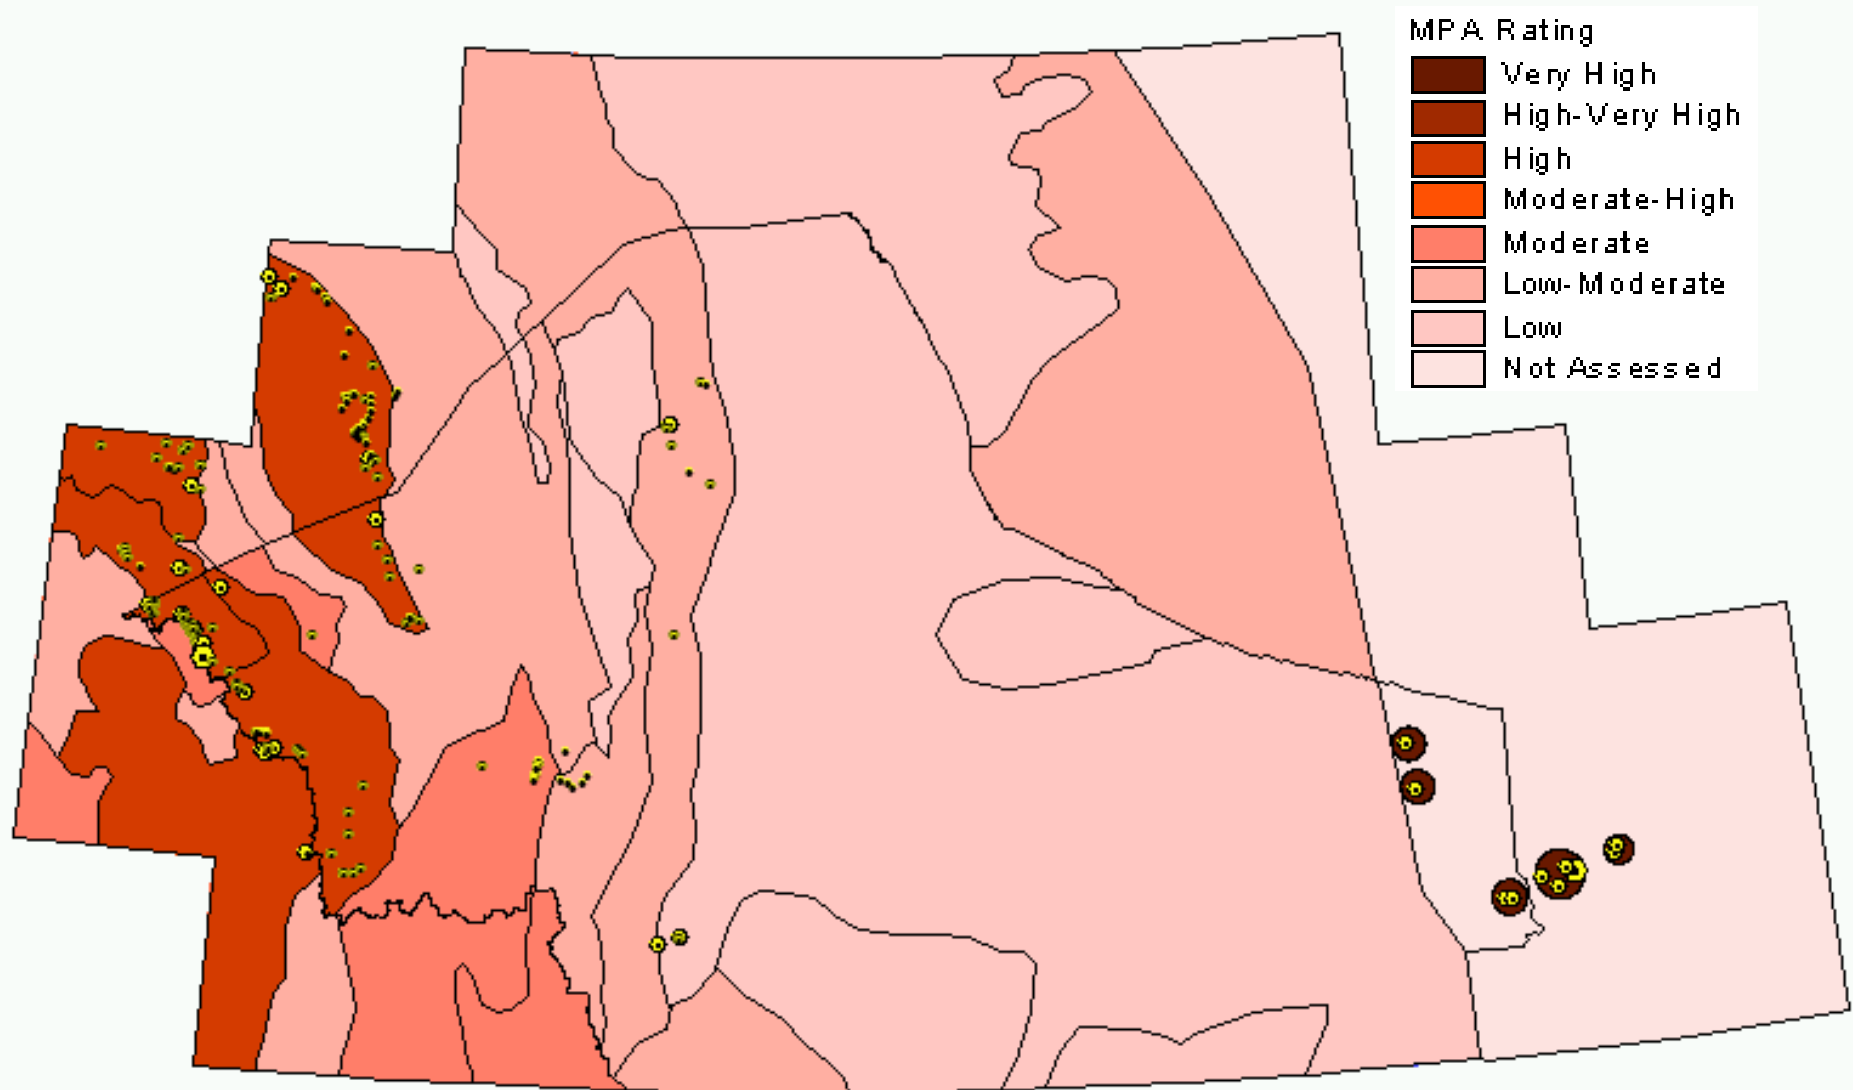 MPA Rating
Very High
High-Very High
High
Moderate-High
Moderate
Low-Moderate
Low
Not Assessed